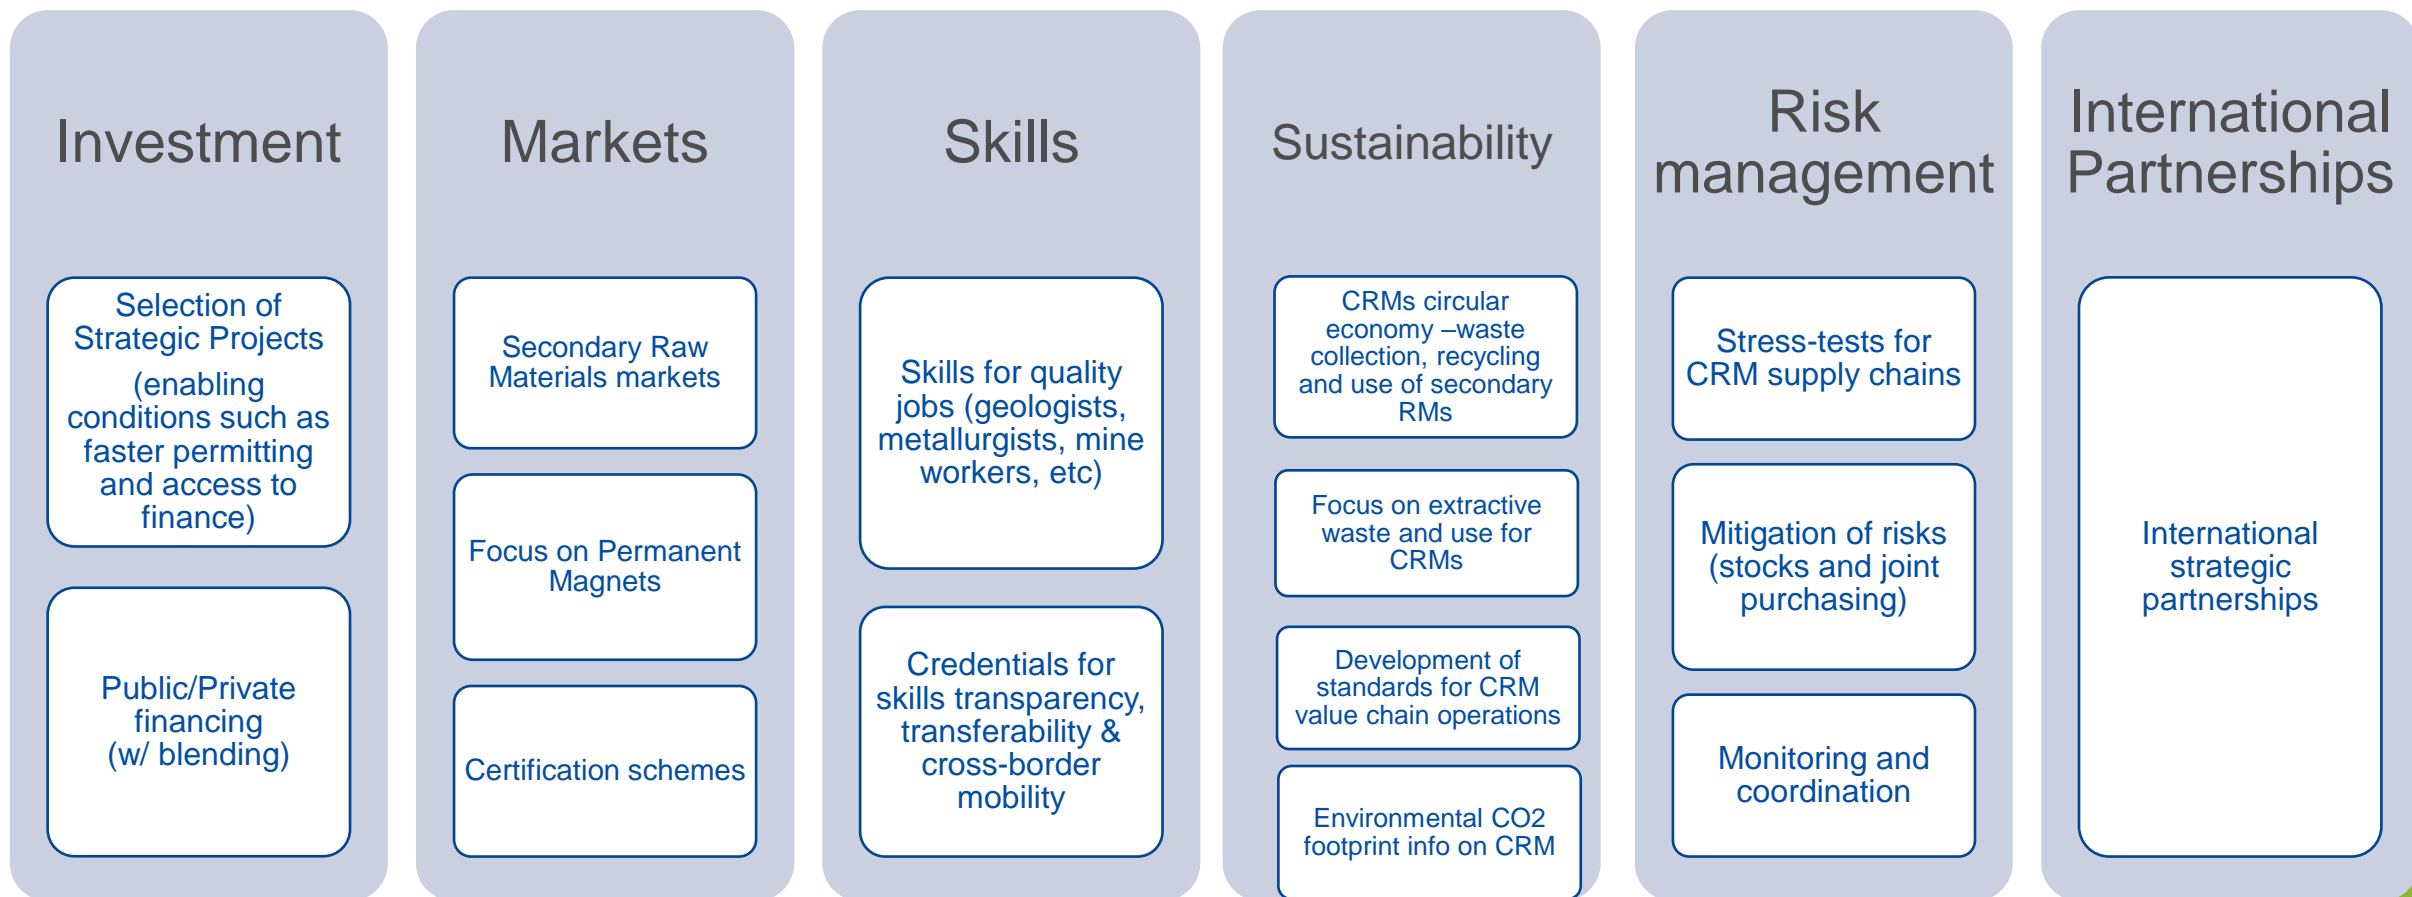 Investment
Selection of
Strategic Projects
(enabling
conditions such as
faster permitting
and access to
finance)
Public/Private
financing
(w/ blending)
Markets
Secondary Raw
Materials markets
Focus on Permanent
Magnets
Certification schemes
Skills
Skills for quality
jobs (geologists,
metallurgists, mine
workers, etc)
Credentials for
skills transparency,
transferability &
cross-border
mobility
Sustainability
CRMs circular
economy –waste
collection, recycling
and use of secondary
RMs
Focus on extractive
waste and use for
CRMs
Development of
standards for CRM
value chain operations
Environmental CO2
footprint info on CRM
Risk
management
Stress-tests for
CRM supply chains
Mitigation of risks
(stocks and joint
purchasing)
Monitoring and
coordination
International
Partnerships
International
strategic
partnerships